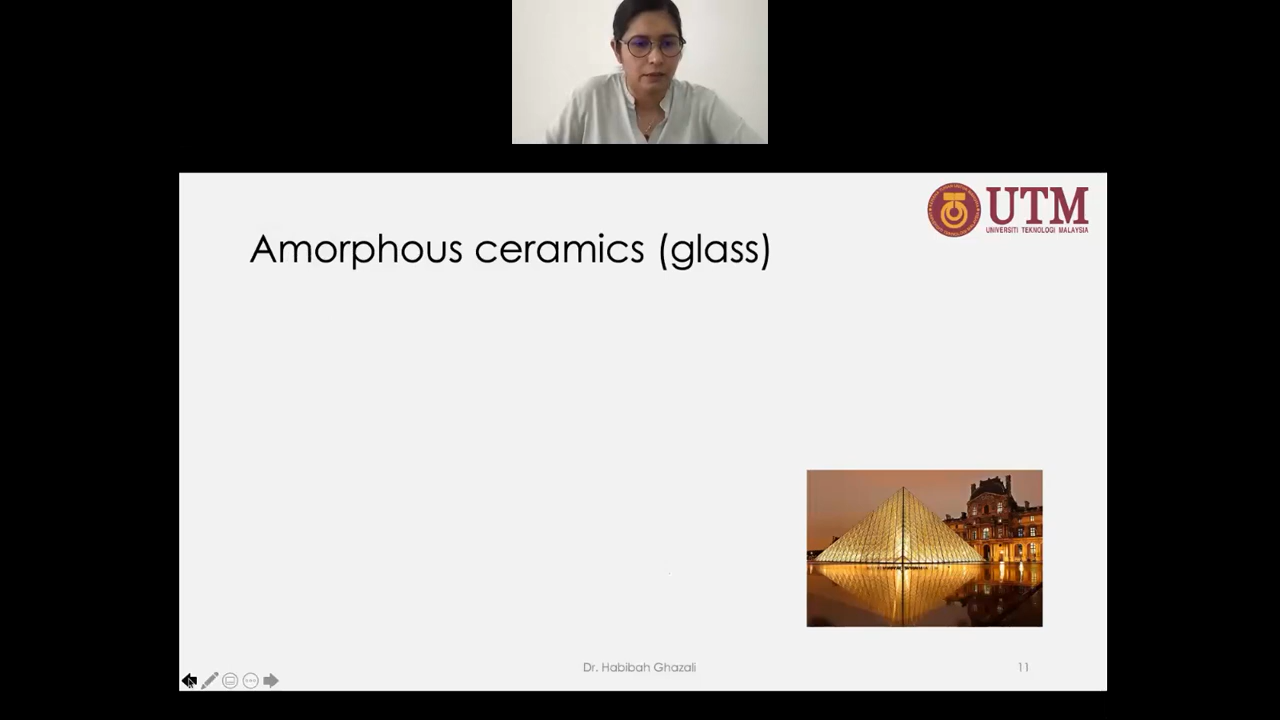 UTM
UNIVERSITI TEKNOLOGI MALAYSIA
Amorphous ceramics (glass)
Dr. Habibah Ghazali
11